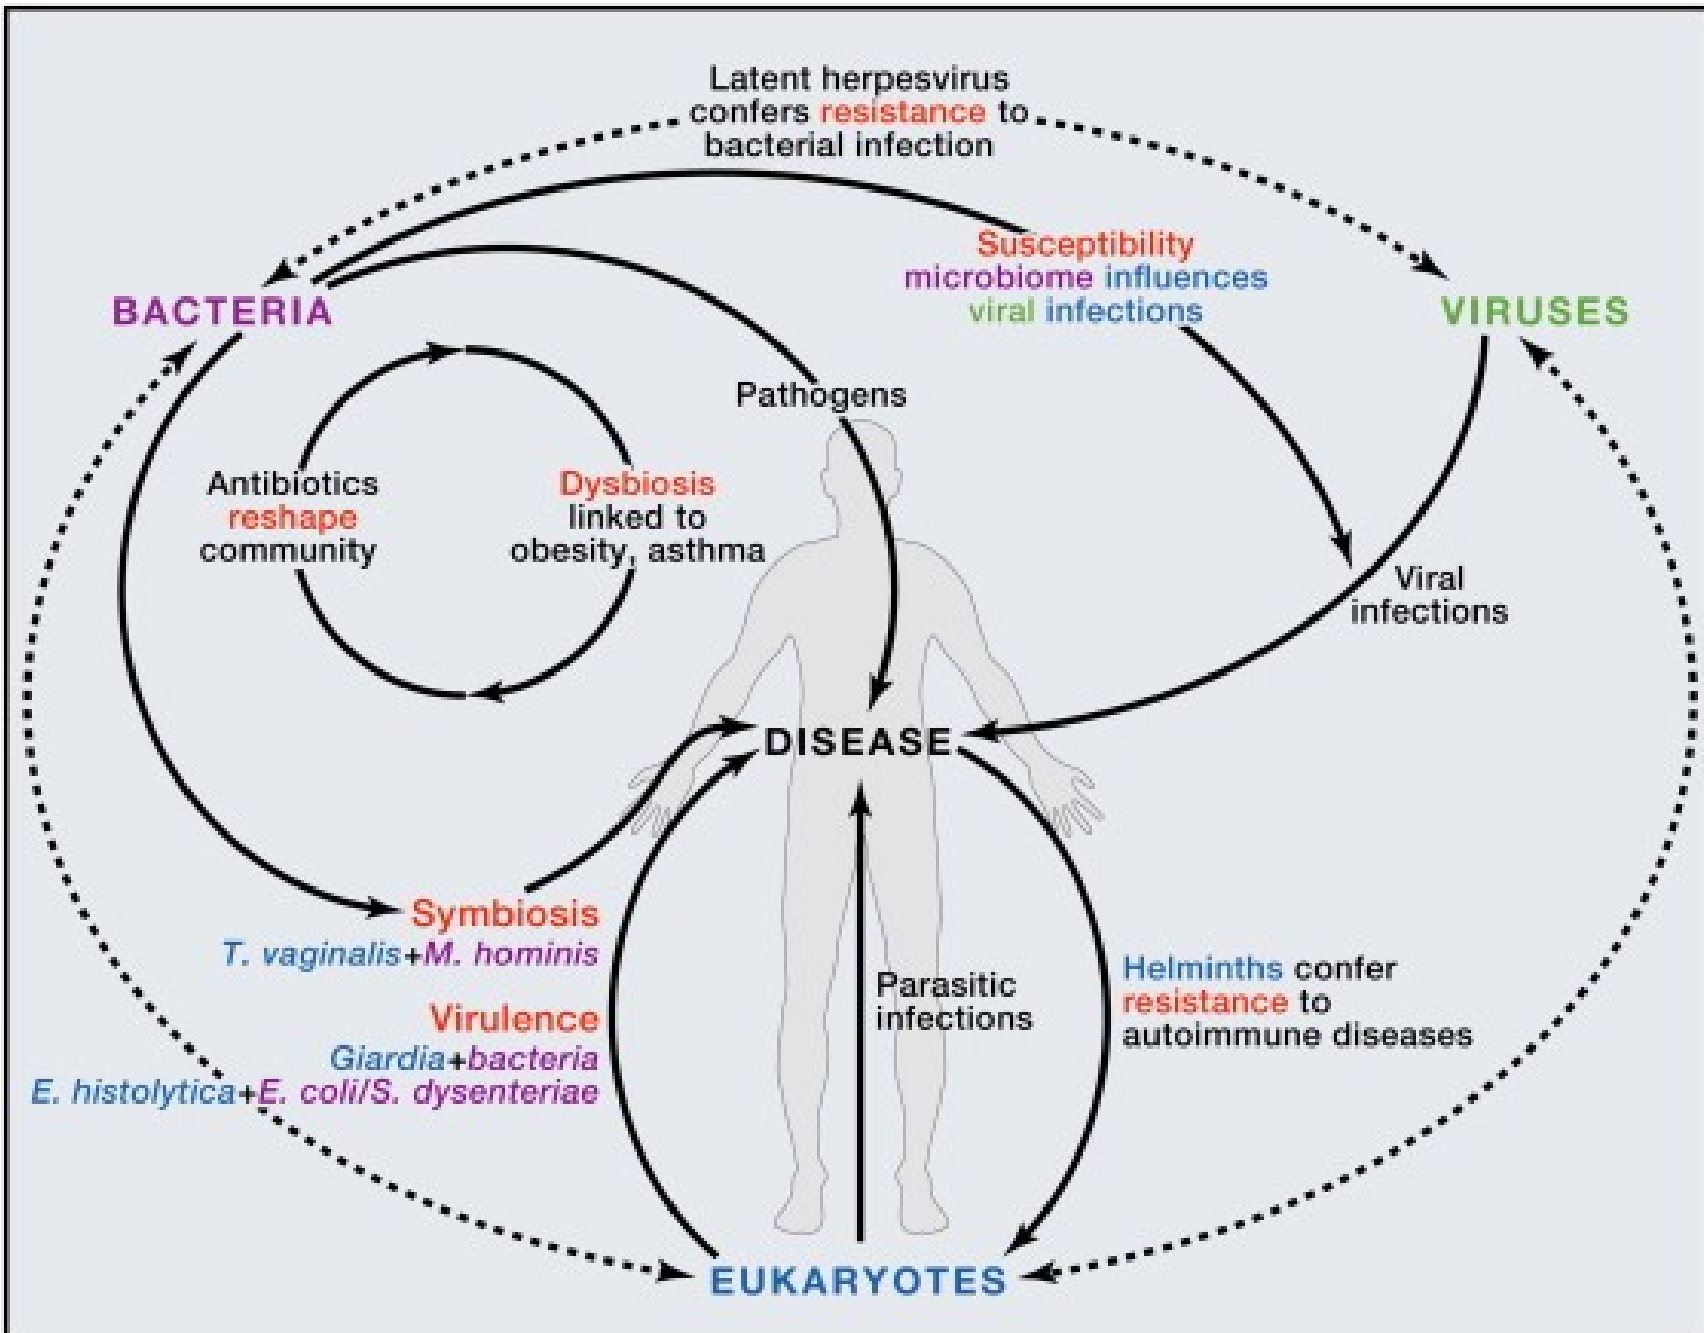 Latent herpesvirus
confers resistance to
bacterial infection
Susceptibility
microbiome influences
viral infections
BACTERIA
VIRUSES
Pathogens
Antibiotics
reshape
community
Dysbiosis
linked to
obesity, asthma
Viral
infections
DISEASE
Symbiosis
T. vaginalis+M. hominis
Virulence
Giardia+bacteria
E. histolytica+E. coli/S. dysenteriae
Parasitic
infections
Helminths confer
resistance to
autoimmune diseases
EUKARYOTES